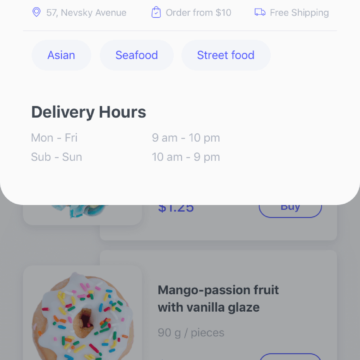 57, Nevsky Avenue Order from $10 Free Shipping
Asian Seafood Street food
Delivery Hours
Mon - Fri 9 am - 10 pm
Sub - Sun 10 am - 9 pm
$1.25 Buy
Mango-passion fruit
with vanilla glaze
90 g / pieces